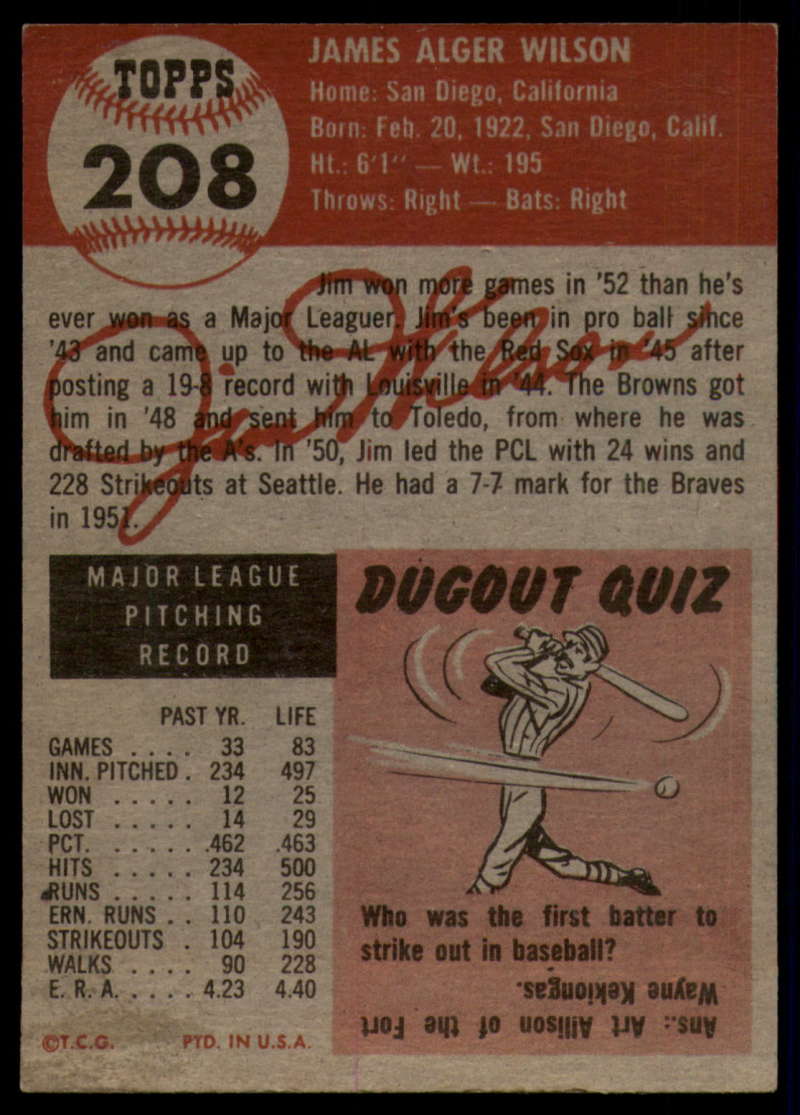 TOPPS
208
JAMES ALGER WILSON
Home: San Diego, California
Born: Feb. 20, 1922, San Diego, Calif.
Ht.: 6'1" — Wt.: 195
Throws: Right — Bats: Right
Jim won more games in '52 than he's
ever won as a Major Leaguer. Jim's been in pro ball since
'43 and came up to the AL with the Red Sox in '45 after
posting a 19-8 record with Louisville in '44. The Browns got
him in '48 and sent him to Toledo, from where he was
drafted by the A's. In '50, Jim led the PCL with 24 wins and
228 Strikeouts at Seattle. He had a 7-7 mark for the Braves
in 1951.
Jim Wilson
MAJOR LEAGUE
PITCHING
RECORD
PAST YR. LIFE
GAMES .... 33 83
INN. PITCHED . 234 497
WON ..... 12 25
LOST ..... 14 29
PCT. ..... .462 .463
HITS ..... 234 500
RUNS ..... 114 256
ERN. RUNS .. 110 243
STRIKEOUTS . 104 190
WALKS .... 90 228
E. R. A. .... 4.23 4.40
©T.C.G. PTD. IN U.S.A.
DUGOUT QUIZ
Who was the first batter to
strike out in baseball?
Ans.: Art Allison of the Fort
Wayne Kekiongas.